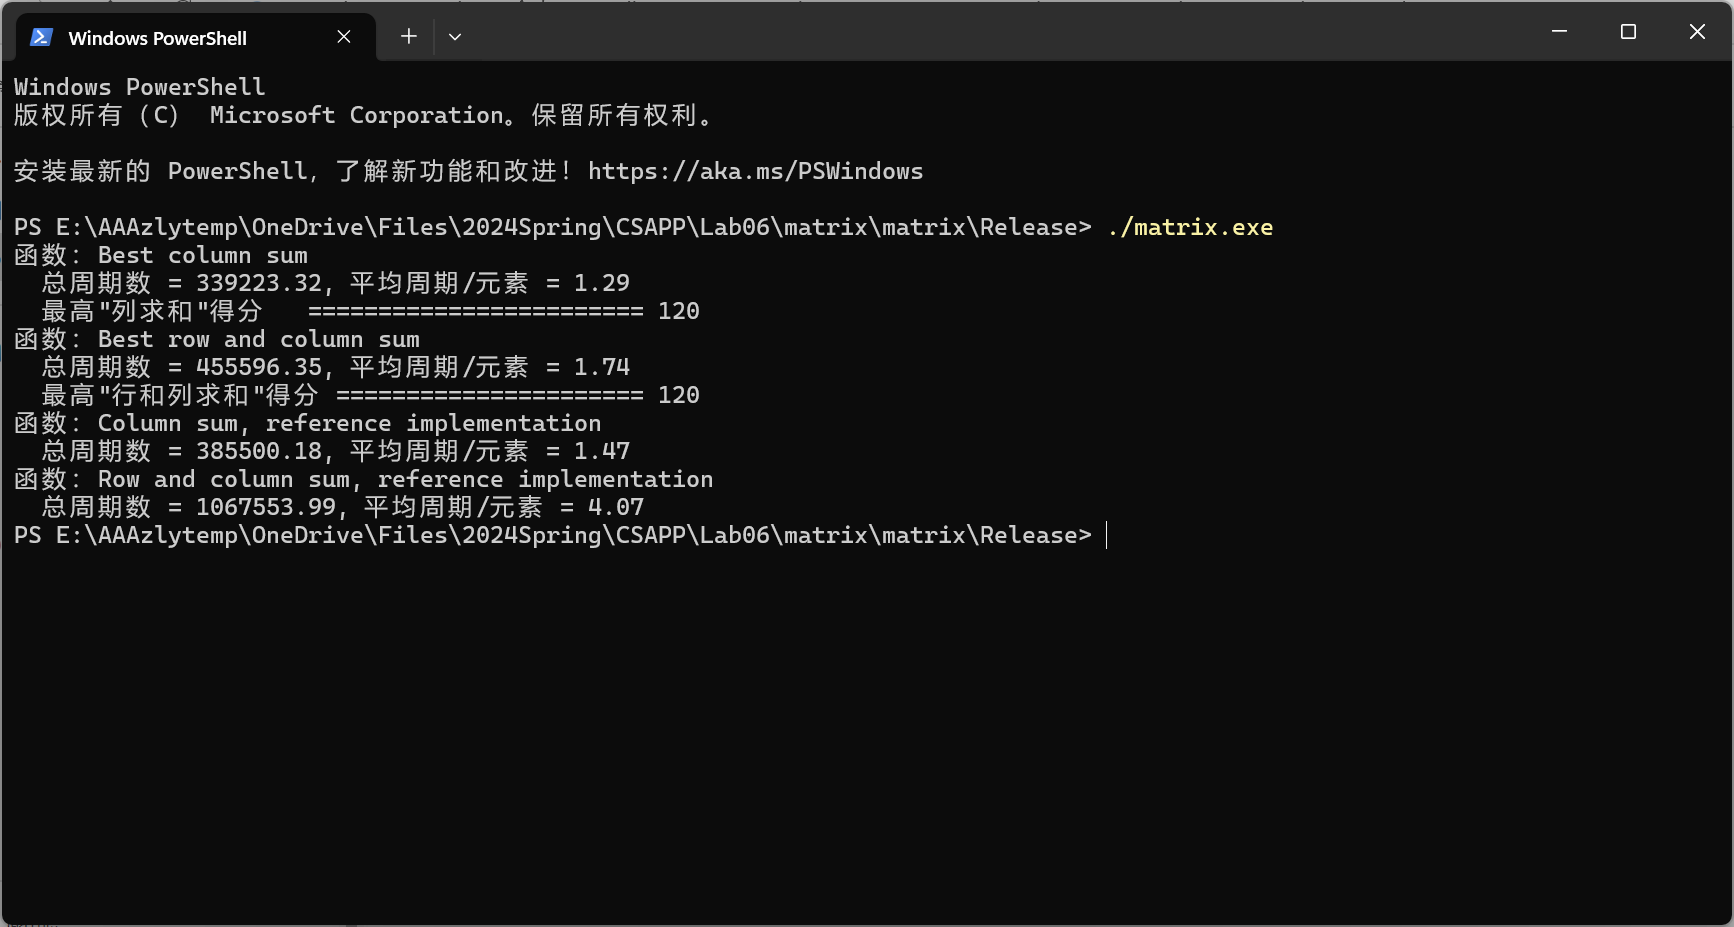 Windows PowerShell
Windows PowerShell
版权所有（C） Microsoft Corporation。保留所有权利。
安装最新的 PowerShell，了解新功能和改进！https://aka.ms/PSWindows
PS E:\AAAzlytemp\OneDrive\Files\2024Spring\CSAPP\Lab06\matrix\matrix\Release> ./matrix.exe
函数：Best column sum
总周期数 = 339223.32，平均周期/元素 = 1.29
最高"列求和"得分 ======================== 120
函数：Best row and column sum
总周期数 = 455596.35，平均周期/元素 = 1.74
最高"行和列求和"得分 ====================== 120
函数：Column sum, reference implementation
总周期数 = 385500.18，平均周期/元素 = 1.47
函数：Row and column sum, reference implementation
总周期数 = 1067553.99，平均周期/元素 = 4.07
PS E:\AAAzlytemp\OneDrive\Files\2024Spring\CSAPP\Lab06\matrix\matrix\Release>